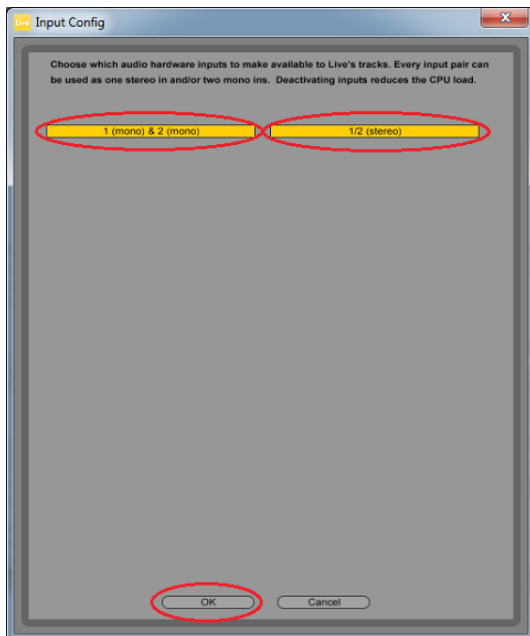 Live Input Config
Choose which audio hardware inputs to make available to Live's tracks. Every input pair can
be used as one stereo in and/or two mono ins. Deactivating inputs reduces the CPU load.
1 (mono) & 2 (mono) 1/2 (stereo)
OK Cancel